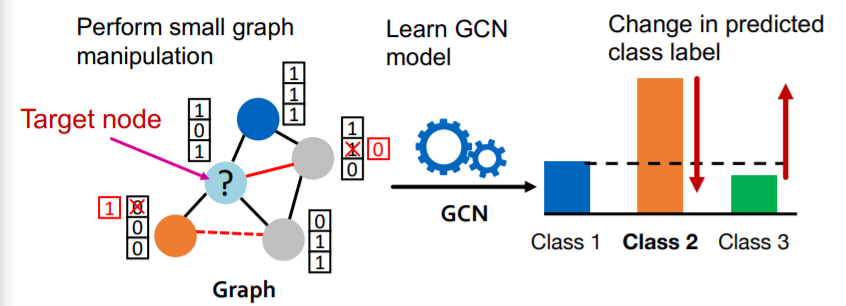 Perform small graph
manipulation
Learn GCN
model
Change in predicted
class label
Target node
1
1
1
1
0
1
1
1 0
0
?
1 0
0
0
0
1
1
GCN
Graph
Class 1 Class 2 Class 3